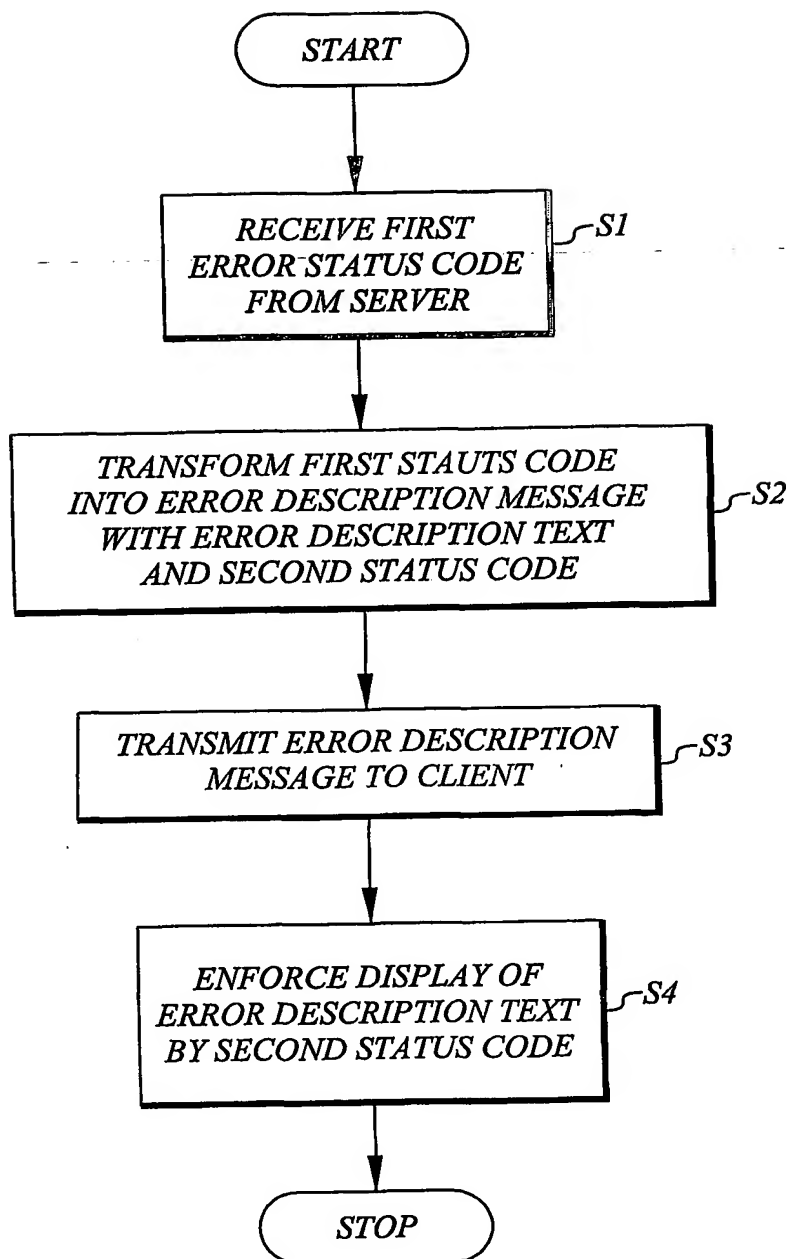 START
RECEIVE FIRST
ERROR STATUS CODE
FROM SERVER
S1
TRANSFORM FIRST STAUTS CODE
INTO ERROR DESCRIPTION MESSAGE
WITH ERROR DESCRIPTION TEXT
AND SECOND STATUS CODE
S2
TRANSMIT ERROR DESCRIPTION
MESSAGE TO CLIENT
S3
ENFORCE DISPLAY OF
ERROR DESCRIPTION TEXT
BY SECOND STATUS CODE
S4
STOP